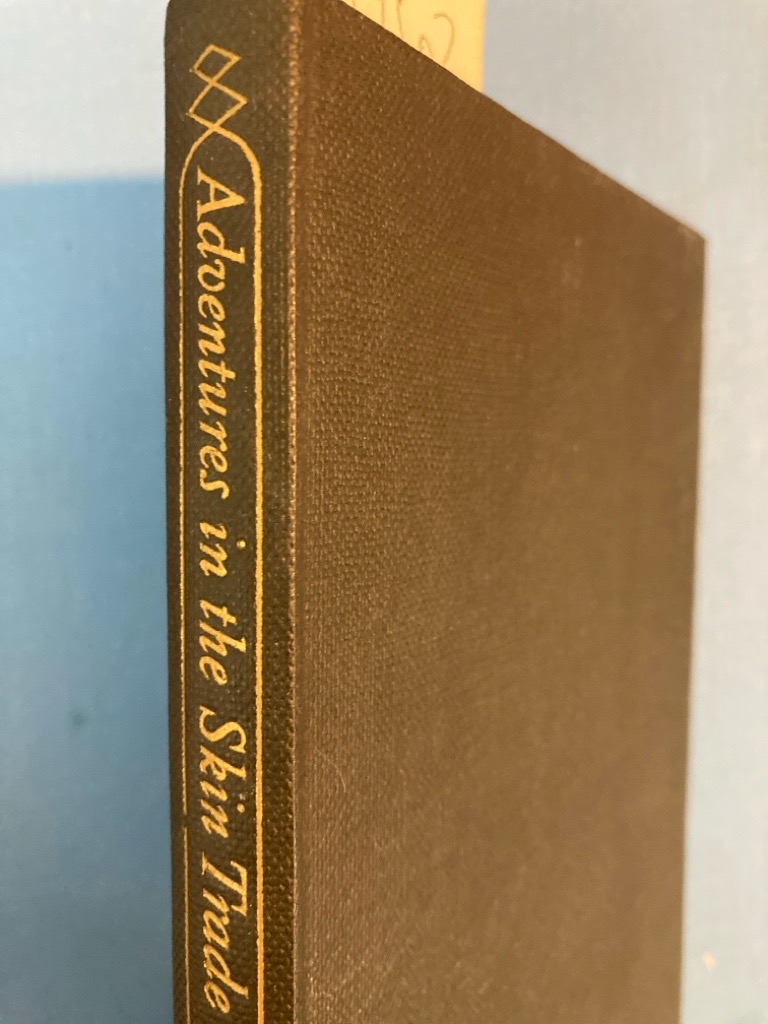 Adventures in the Skin Trade